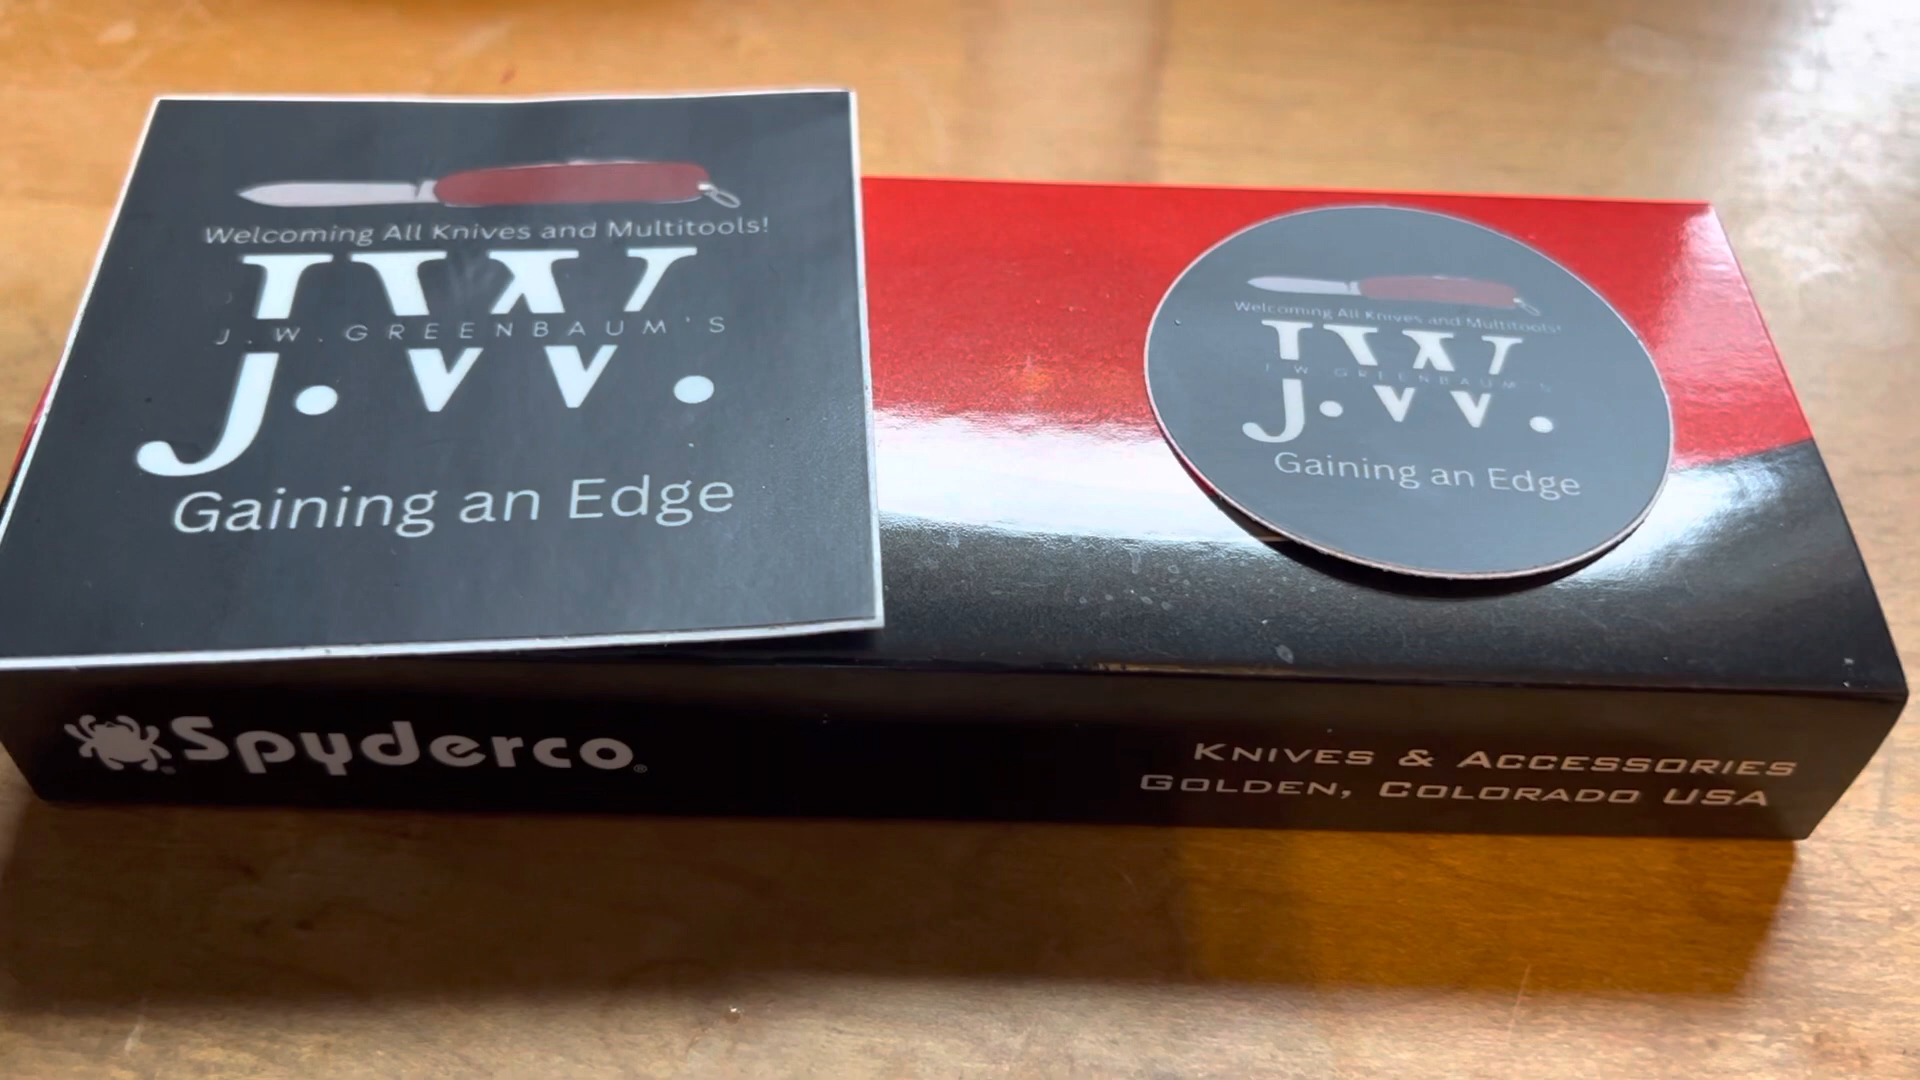 Welcoming All Knives and Multitools!
J.W.
J.W.GREENBAUM'S
Gaining an Edge
Welcoming All Knives and Multitools!
J.W.
J.W.GREENBAUM'S
Gaining an Edge
Spyderco®
KNIVES & ACCESSORIES
GOLDEN, COLORADO USA